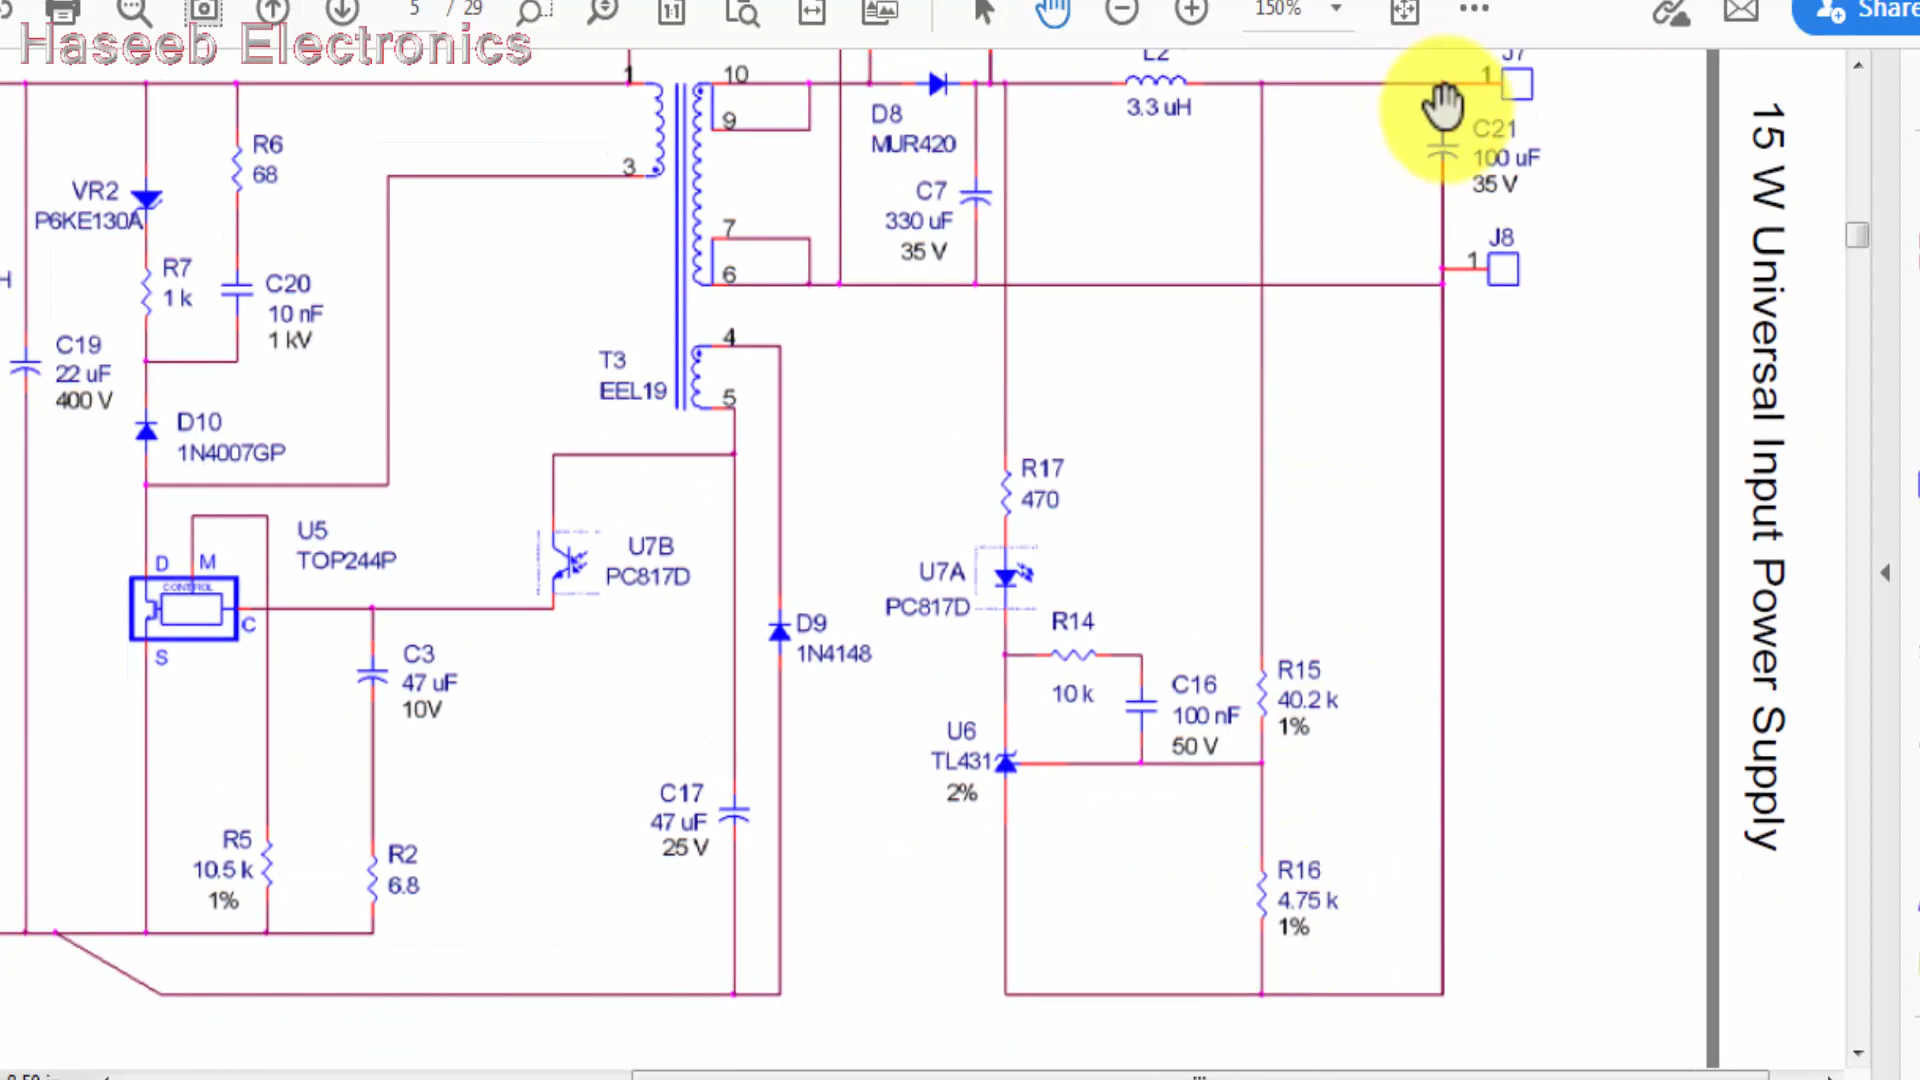 5 / 29
150%
Share
Haseeb Electronics
1
10
L2
J7
1
D8
MUR420
3.3 uH
9
C21
100 uF
35 V
R6
68
3
VR2
P6KE130A
C7
330 uF
35 V
7
J8
1
R7
1 k
6
C20
10 nF
1 kV
H
C19
22 uF
400 V
4
T3
EEL19
5
D10
1N4007GP
R17
470
U5
TOP244P
D M
CONTROL
C
S
U7B
PC817D
U7A
PC817D
R14
10 k
D9
1N4148
C3
47 uF
10V
C16
100 nF
50 V
R15
40.2 k
1%
U6
TL431
2%
C17
47 uF
25 V
R5
10.5 k
1%
R2
6.8
R16
4.75 k
1%
15 W Universal Input Power Supply